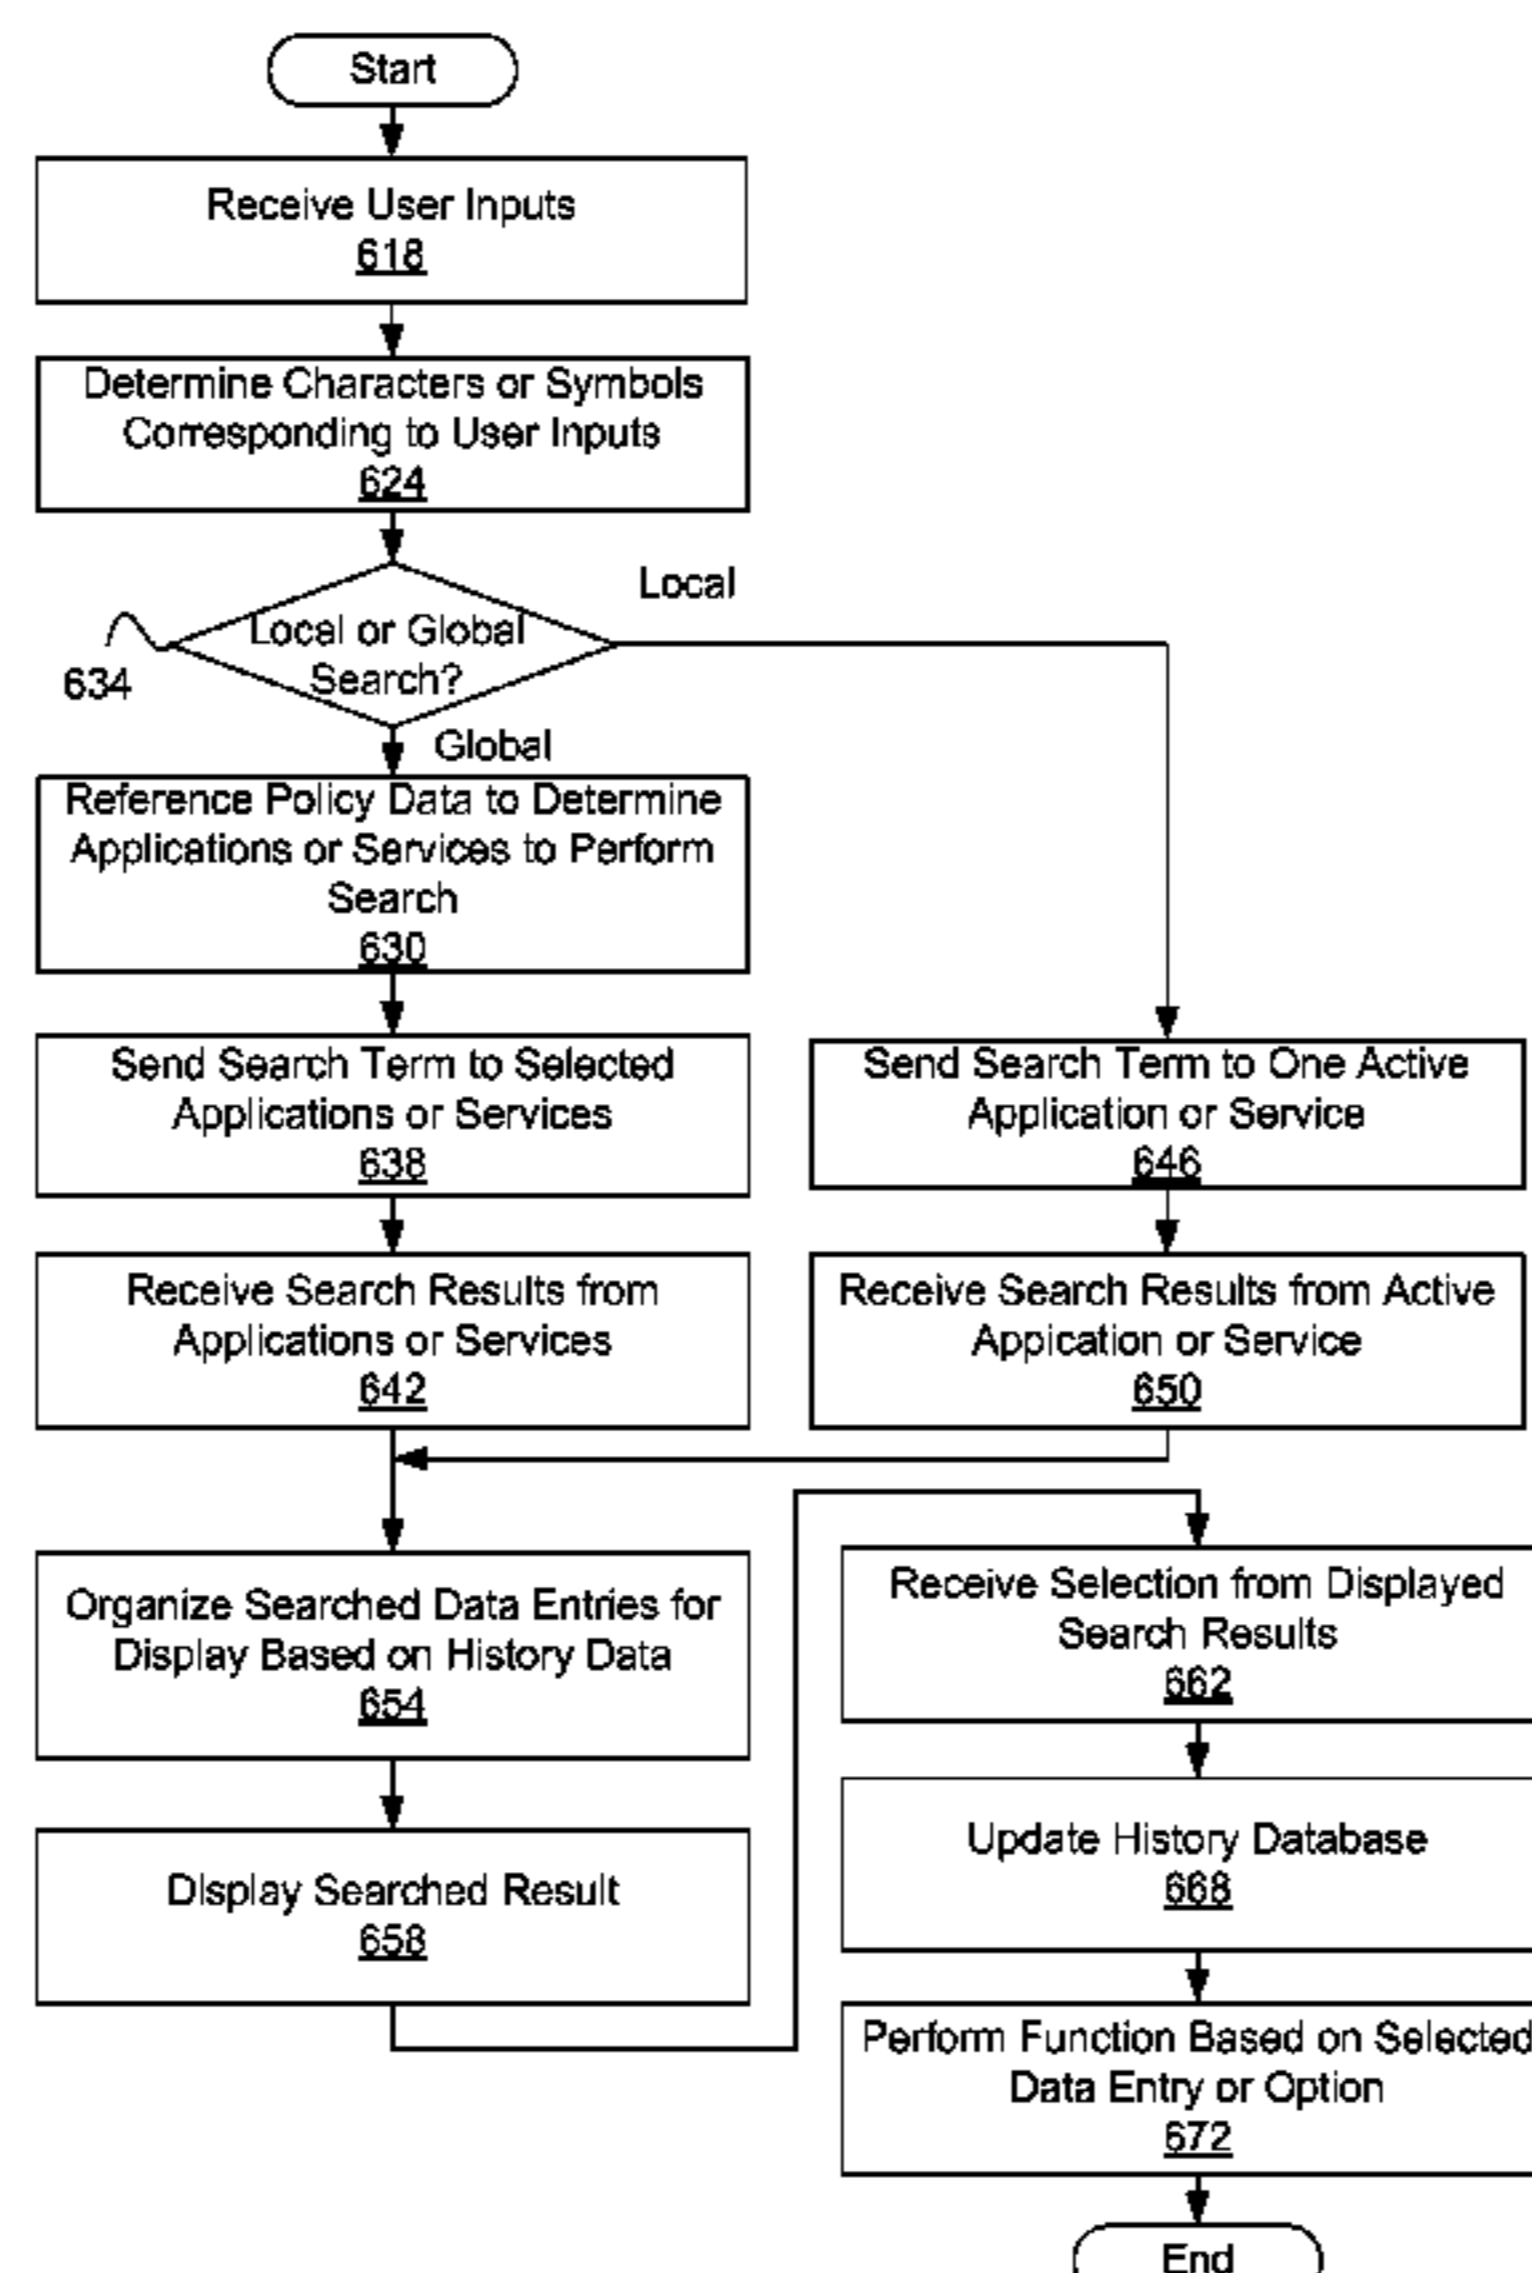 Start
Receive User Inputs
618
Determine Characters or Symbols
Corresponding to User Inputs
624
Local
Local or Global
Search?
634
Global
Reference Policy Data to Determine
Applications or Services to Perform
Search
630
Send Search Term to Selected
Applications or Services
638
Send Search Term to One Active
Application or Service
646
Receive Search Results from
Applications or Services
642
Receive Search Results from Active
Appication or Service
650
Organize Searched Data Entries for
Display Based on History Data
654
Display Searched Result
658
Receive Selection from Displayed
Search Results
662
Update History Database
668
Perform Function Based on Selected
Data Entry or Option
672
End